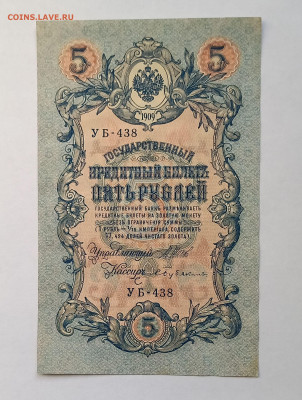 COINS.LAVE.RU
5 5
1909
УБ-438
ГОСУДАРСТВЕННЫЙ
КРЕДИТНЫЙ БИЛЕТЪ
ПЯТЬ РУБЛЕЙ
ГОСУДАРСТВЕННЫЙ БАНКЪ РАЗМѢНИВАЕТЪ
КРЕДИТНЫЕ БИЛЕТЫ НА ЗОЛОТУЮ МОНЕТУ
БЕЗЪ ОГРАНИЧЕНІЯ СУММЫ
(1 РУБЛЬ = 1/15 ИМПЕРІАЛА, СОДЕРЖИТЪ
17,424 ДОЛЕЙ ЧИСТАГО ЗОЛОТА).
Управляющій
Кассиръ
УБ-438
5